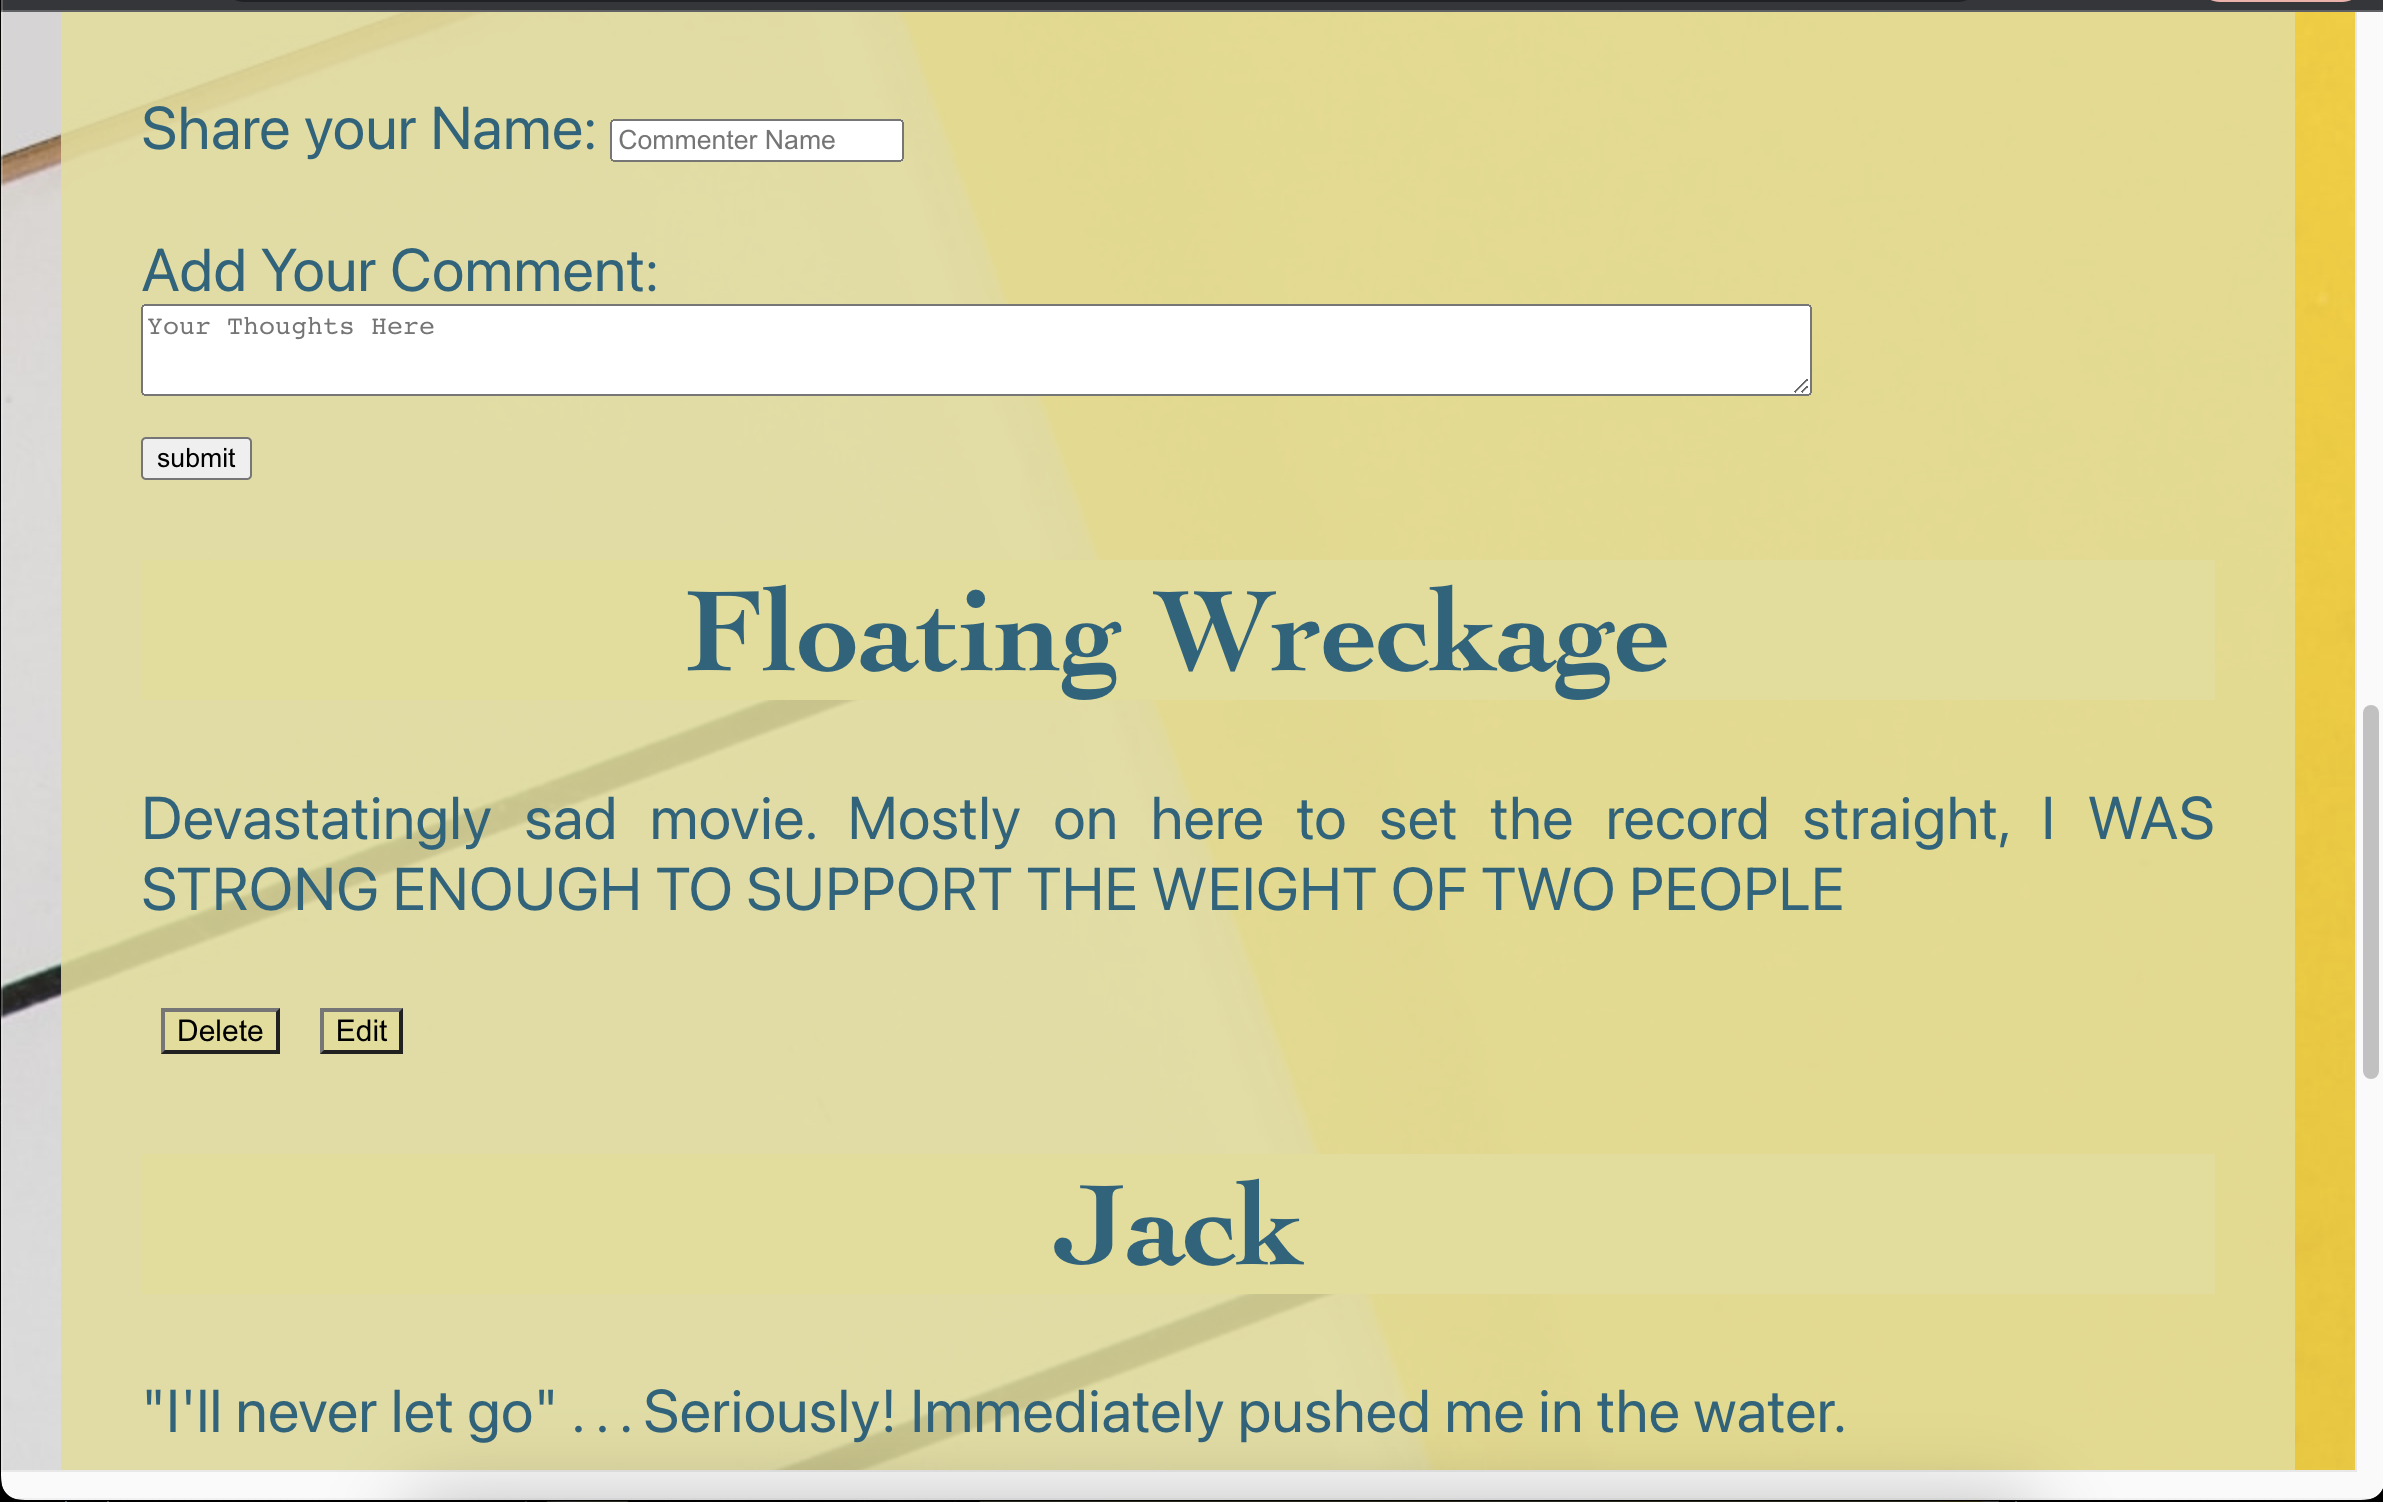 Share your Name: Commenter Name
Add Your Comment:
Your Thoughts Here
submit
Floating Wreckage
Devastatingly sad movie. Mostly on here to set the record straight, I WAS
STRONG ENOUGH TO SUPPORT THE WEIGHT OF TWO PEOPLE
Delete Edit
Jack
"I'll never let go" . . . Seriously! Immediately pushed me in the water.